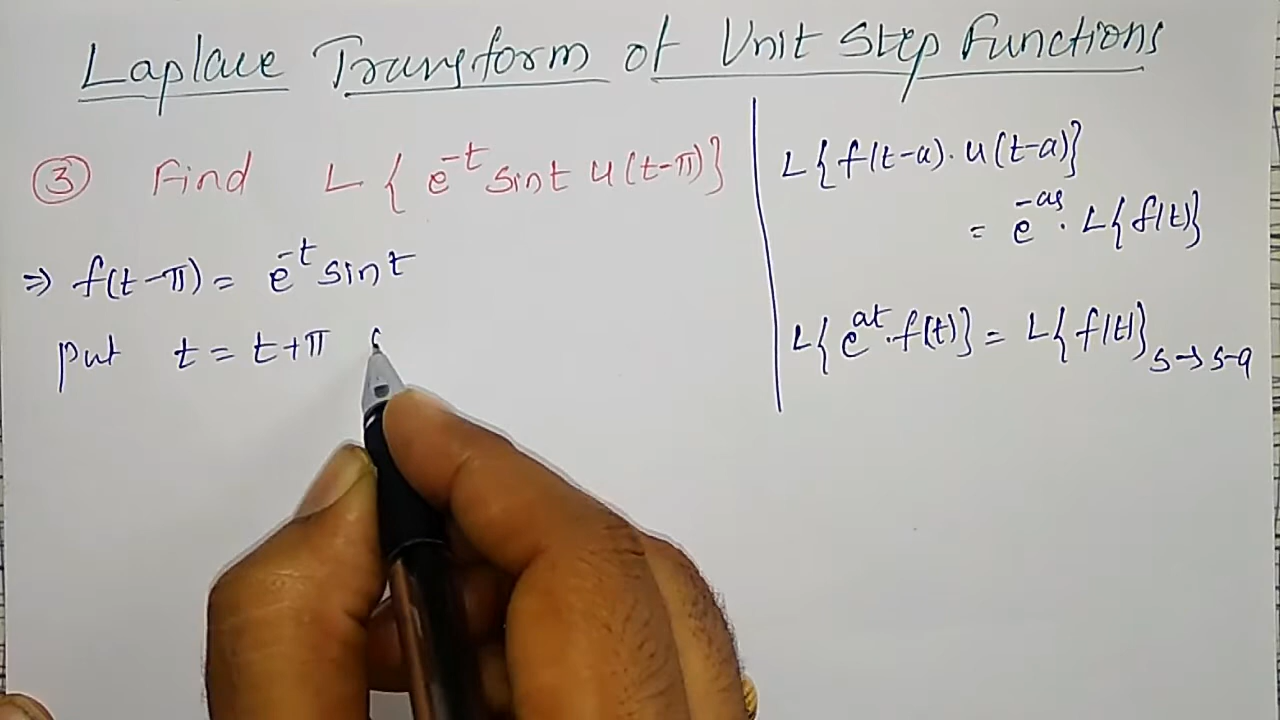 Laplace Transform of Unit Step Functions
③ Find L{e^-t sint u(t-π)}
⇒ f(t-π) = e^-t sint
put t = t+π
L{f(t-a). u(t-a)}
= e^-as . L{f(t)}
L{e^at . f(t)} = L{f(t)} s→s-a